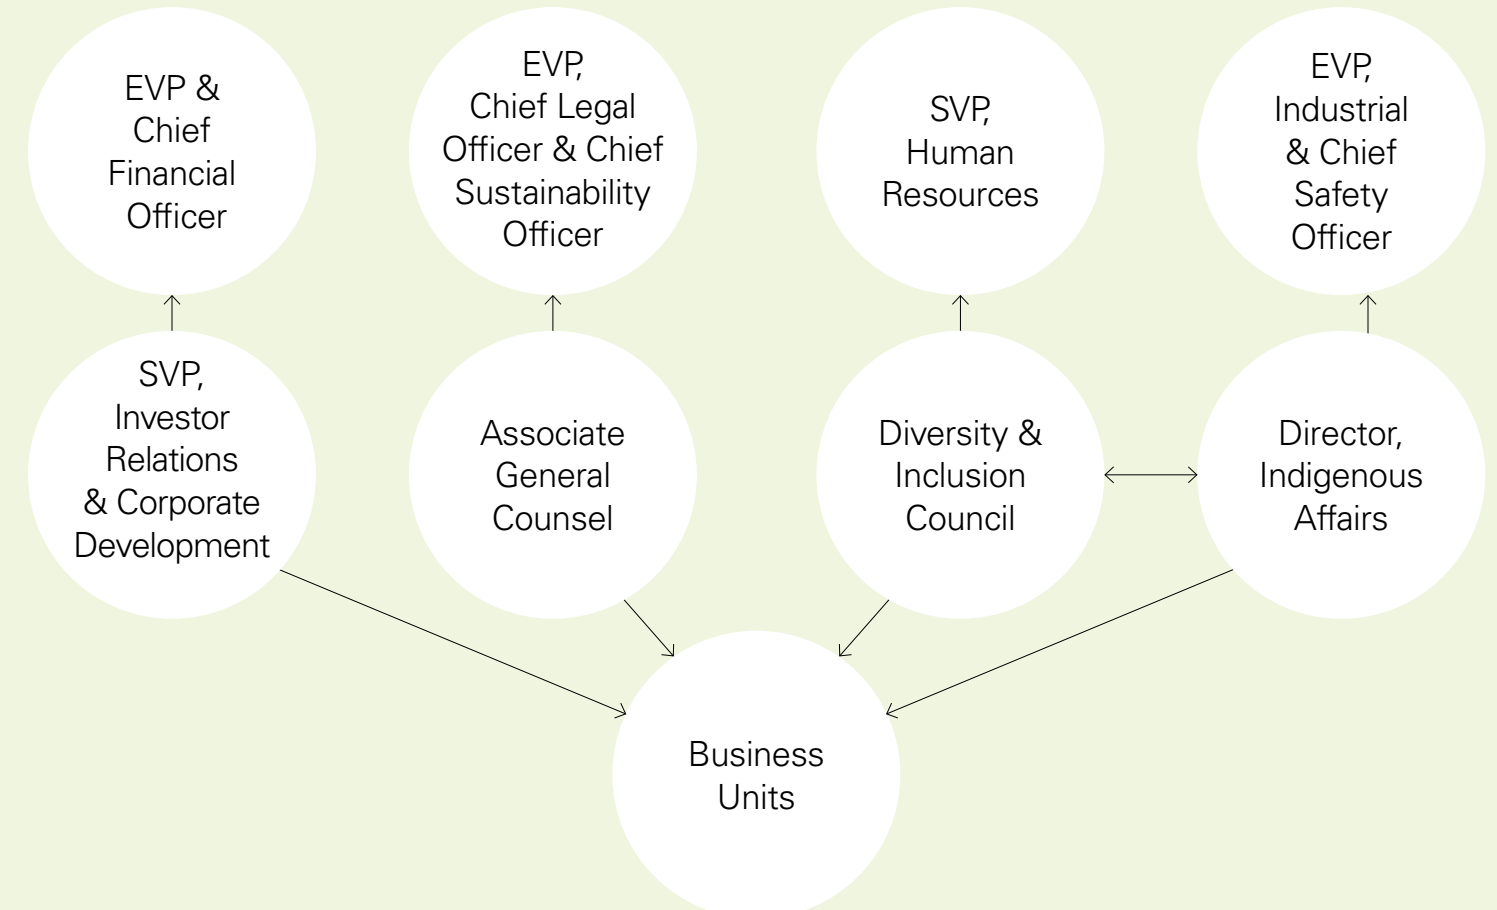 EVP &
Chief
Financial
Officer
EVP,
Chief Legal
Officer & Chief
Sustainability
Officer
SVP,
Human
Resources
EVP,
Industrial
& Chief
Safety
Officer
SVP,
Investor
Relations
& Corporate
Development
Associate
General
Counsel
Diversity &
Inclusion
Council
Director,
Indigenous
Affairs
Business
Units